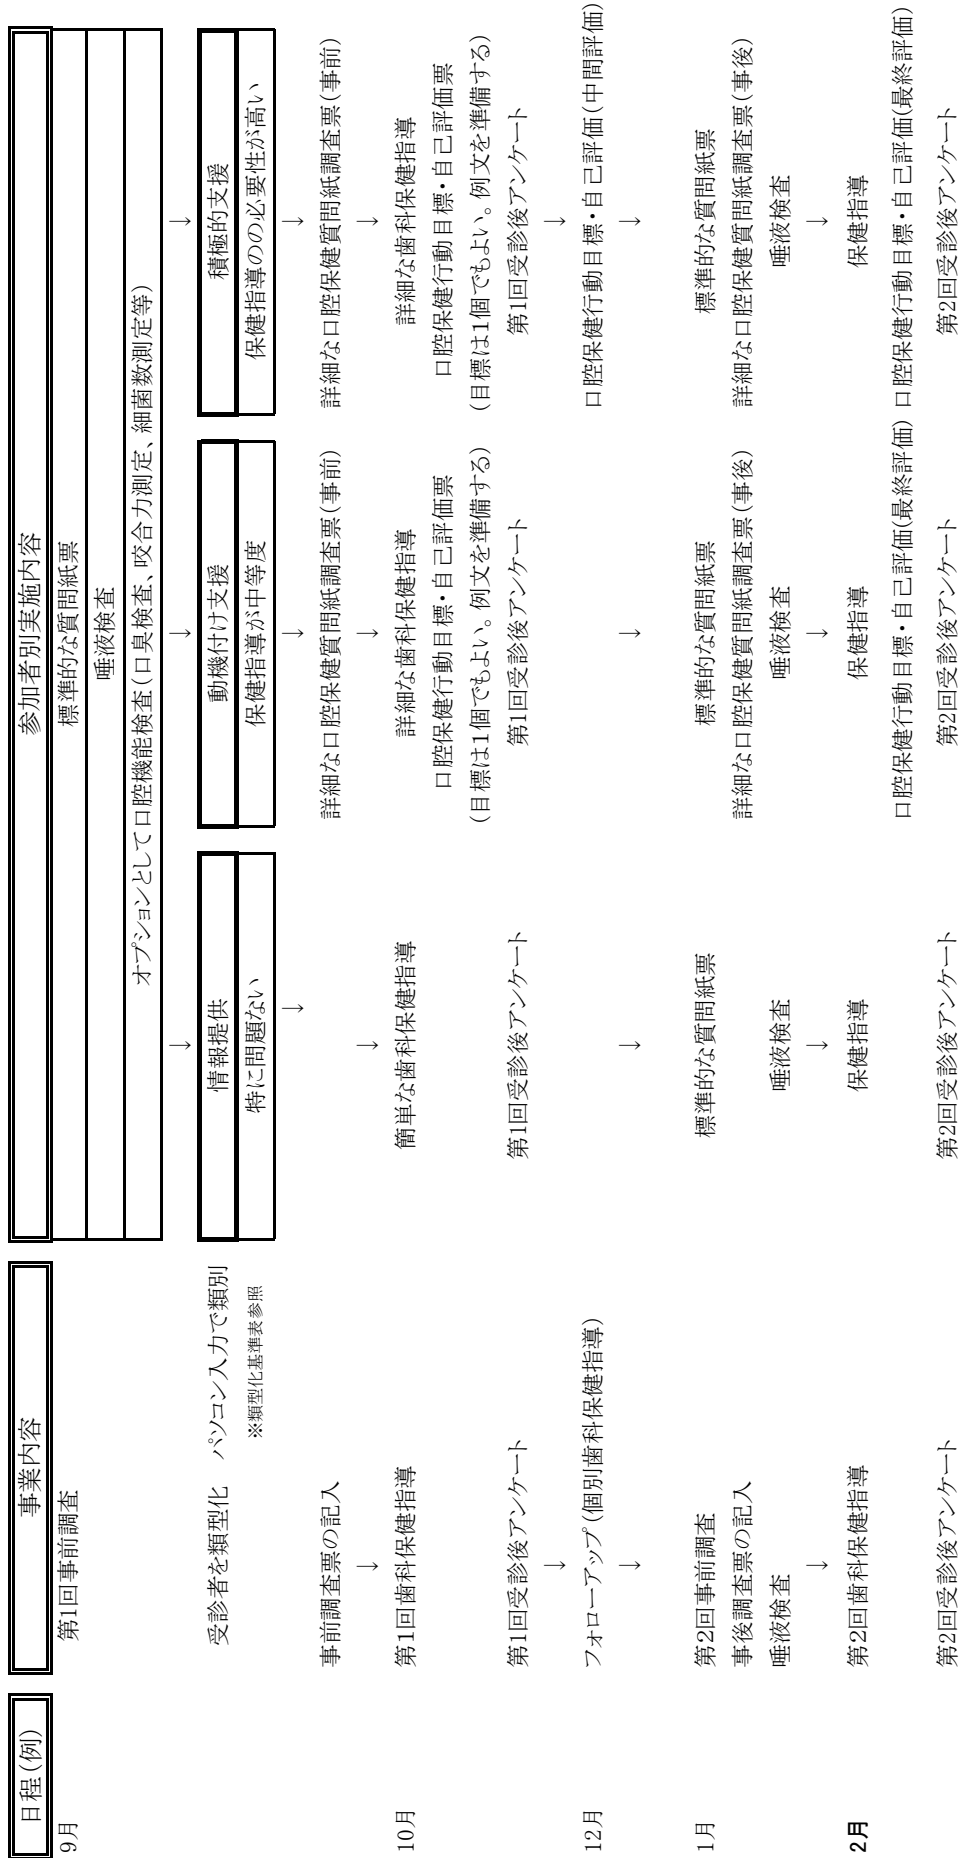 日程(例) 事業内容 参加者別実施内容
9月 第1回事前調査 標準的な質問紙票
唾液検査
オプションとして口腔機能検査(口臭検査、咬合力測定、細菌数測定等)
↓ ↓ ↓
受診者を類型化 パソコン入力で類別 情報提供 動機付け支援 積極的支援
※類型化基準表参照 特に問題ない 保健指導が中等度 保健指導のの必要性が高い
↓ ↓ ↓
事前調査票の記入 詳細な口腔保健質問紙調査票(事前) 詳細な口腔保健質問紙調査票(事前)
↓ ↓ ↓ ↓
10月 第1回歯科保健指導 簡単な歯科保健指導 詳細な歯科保健指導 詳細な歯科保健指導
口腔保健行動目標・自己評価票 口腔保健行動目標・自己評価票
(目標は1個でもよい。例文を準備する) (目標は1個でもよい。例文を準備する)
第1回受診後アンケート 第1回受診後アンケート 第1回受診後アンケート 第1回受診後アンケート
↓ ↓
12月 フォローアップ(個別歯科保健指導) 口腔保健行動目標・自己評価(中間評価)
↓ ↓ ↓ ↓
1月 第2回事前調査 標準的な質問紙票 標準的な質問紙票 標準的な質問紙票
事後調査票の記入 詳細な口腔保健質問紙調査票(事後) 詳細な口腔保健質問紙調査票(事後)
唾液検査 唾液検査 唾液検査 唾液検査
↓ ↓ ↓ ↓
2月 第2回歯科保健指導 保健指導 保健指導 保健指導
口腔保健行動目標・自己評価(最終評価) 口腔保健行動目標・自己評価(最終評価)
第2回受診後アンケート 第2回受診後アンケート 第2回受診後アンケート 第2回受診後アンケート